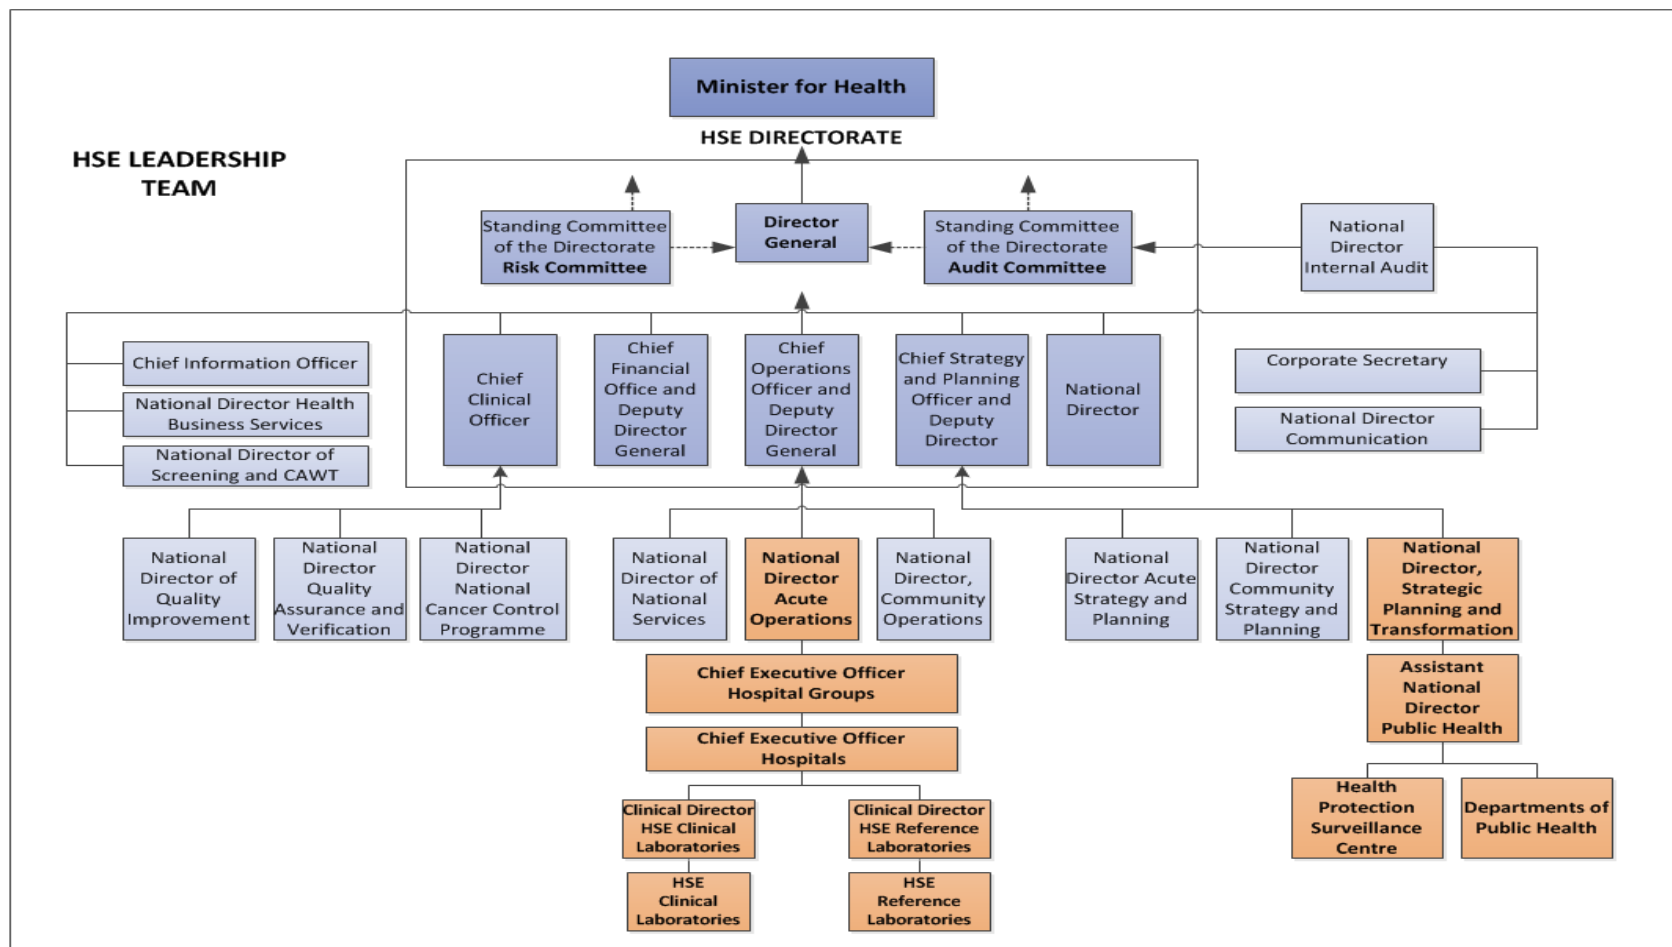 Minister for Health
HSE DIRECTORATE
HSE LEADERSHIP
TEAM
Standing Committee
of the Directorate
Risk Committee
Director
General
Standing Committee
of the Directorate
Audit Committee
National
Director
Internal Audit
Chief Information Officer
National Director Health
Business Services
National Director of
Screening and CAWT
Chief
Clinical
Officer
Chief
Financial
Office and
Deputy
Director
General
Chief
Operations
Officer and
Deputy
Director
General
Chief Strategy
and Planning
Officer and
Deputy
Director
National
Director
Corporate Secretary
National Director
Communication
National
Director of
Quality
Improvement
National
Director
Quality
Assurance and
Verification
National
Director
National
Cancer Control
Programme
National
Director of
National
Services
National
Director
Acute
Operations
National
Director,
Community
Operations
National
Director Acute
Strategy and
Planning
National
Director
Community
Strategy and
Planning
National
Director,
Strategic
Planning and
Transformation
Chief Executive Officer
Hospital Groups
Assistant
National
Director
Public Health
Chief Executive Officer
Hospitals
Clinical Director
HSE Clinical
Laboratories
Clinical Director
HSE Reference
Laboratories
Health
Protection
Surveillance
Centre
Departments of
Public Health
HSE
Clinical
Laboratories
HSE
Reference
Laboratories